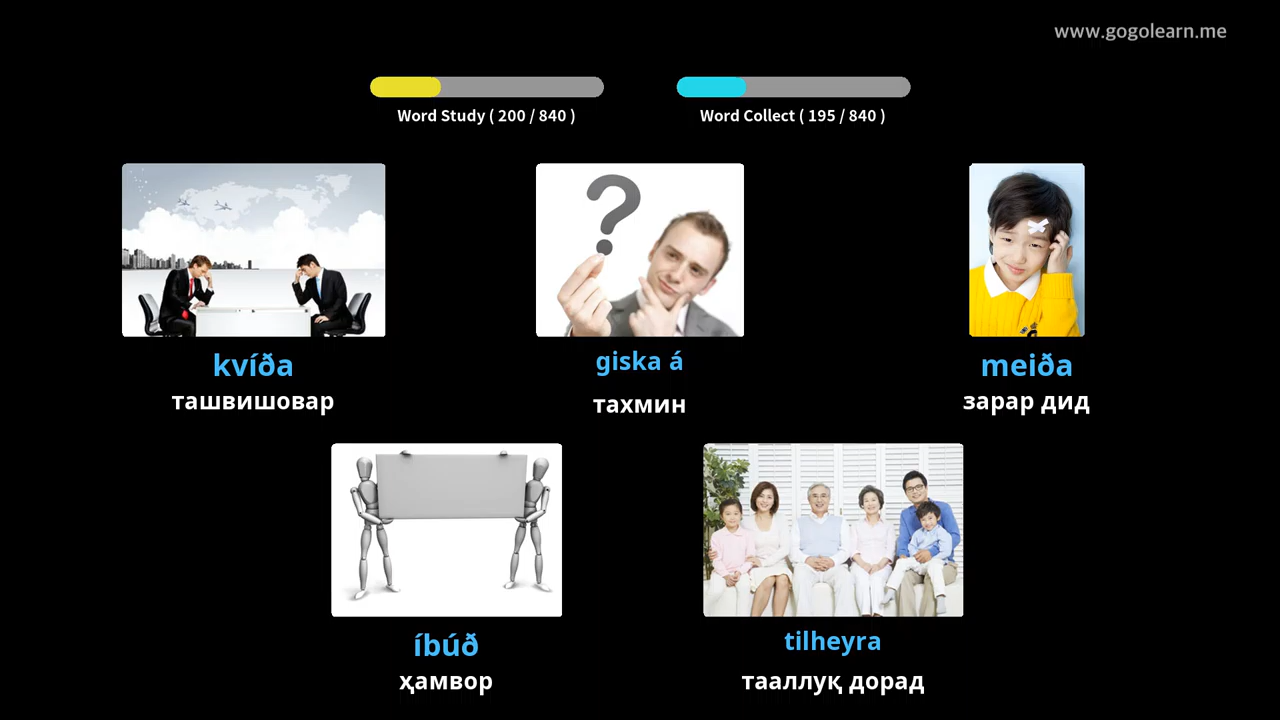 www.gogolearn.me
Word Study ( 200 / 840 )
Word Collect ( 195 / 840 )
kvíða
ташвишовар
giska á
тахмин
meiða
зарар дид
íbúð
ҳамвор
tilheyra
тааллуқ дорад